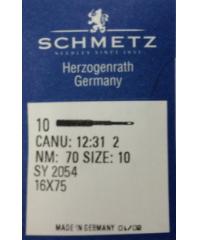 SCHMETZ
NEEDLES SINCE 1851
Herzogenrath
Germany
10
CANU: 12:31 2
NM: 70 SIZE: 10
SY 2054
16X75
MADE IN GERMANY